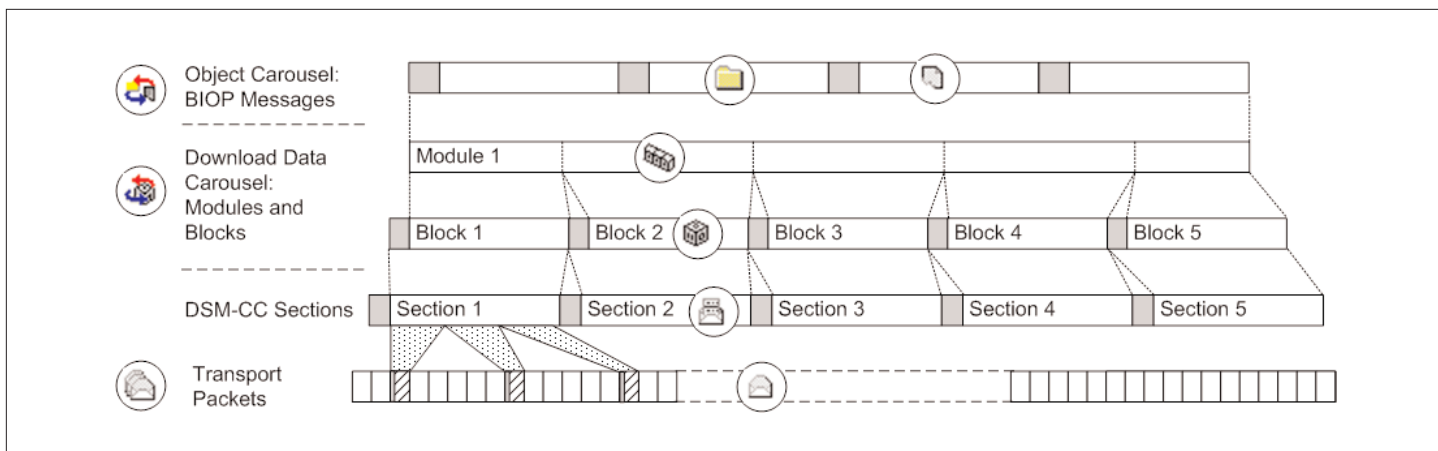 Object Carousel:
BIOP Messages
Download Data
Carousel:
Modules and
Blocks
Module 1
Block 1
Block 2
Block 3
Block 4
Block 5
DSM-CC Sections
Section 1
Section 2
Section 3
Section 4
Section 5
Transport
Packets